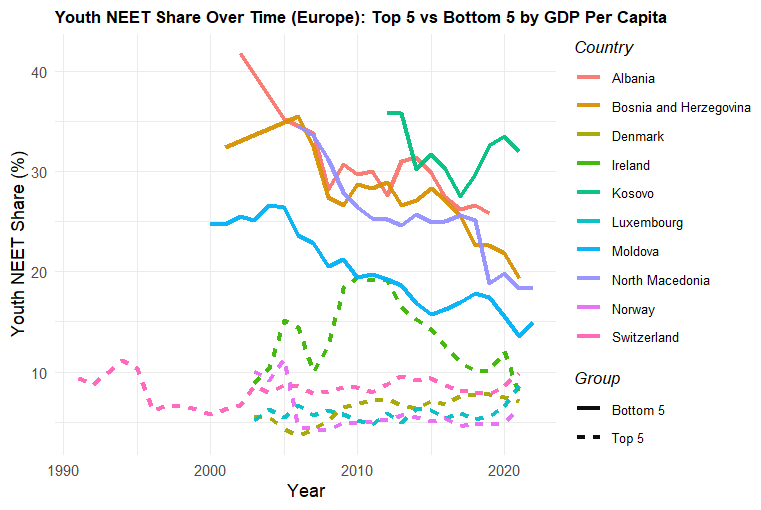 Youth NEET Share Over Time (Europe): Top 5 vs Bottom 5 by GDP Per Capita
Youth NEET Share (%)
40
30
20
10
1990
2000
2010
2020
Year
Country
Albania
Bosnia and Herzegovina
Denmark
Ireland
Kosovo
Luxembourg
Moldova
North Macedonia
Norway
Switzerland
Group
Bottom 5
Top 5